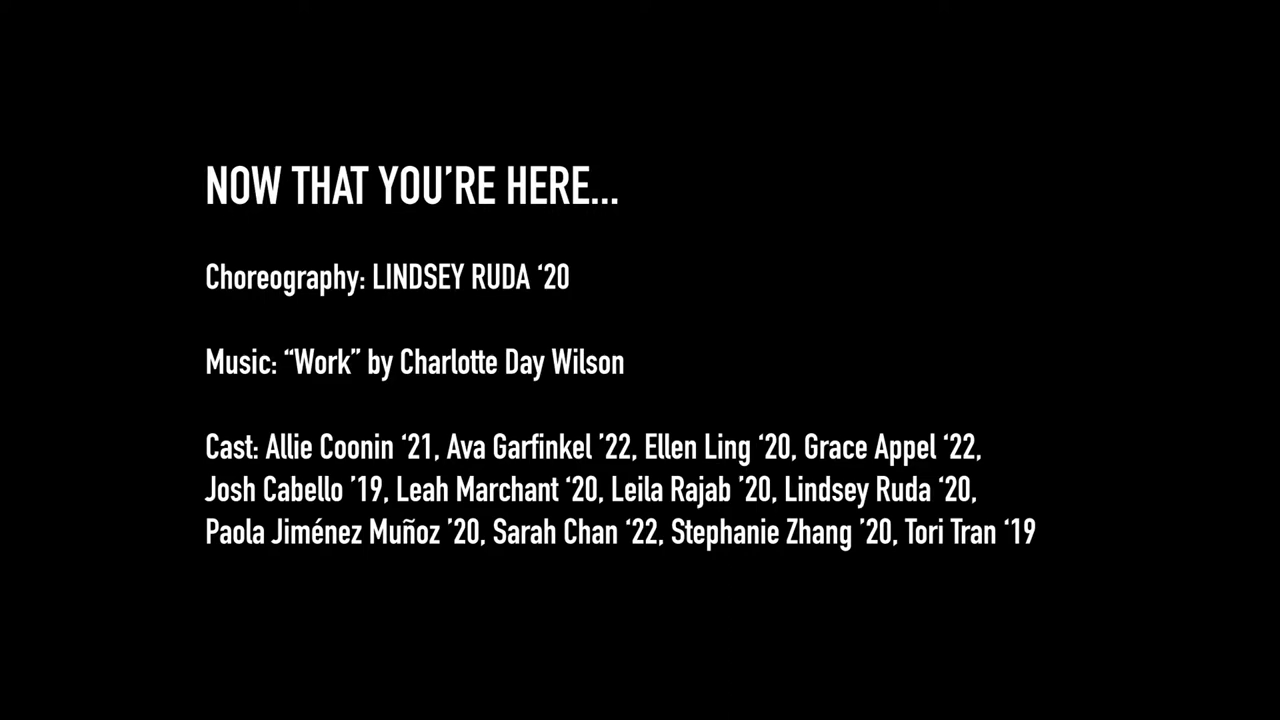 NOW THAT YOU’RE HERE...
Choreography: LINDSEY RUDA ‘20
Music: “Work” by Charlotte Day Wilson
Cast: Allie Coonin ‘21, Ava Garfinkel ’22, Ellen Ling ‘20, Grace Appel ‘22,
Josh Cabello ’19, Leah Marchant ‘20, Leila Rajab ’20, Lindsey Ruda ‘20,
Paola Jiménez Muñoz ’20, Sarah Chan ‘22, Stephanie Zhang ’20, Tori Tran ‘19